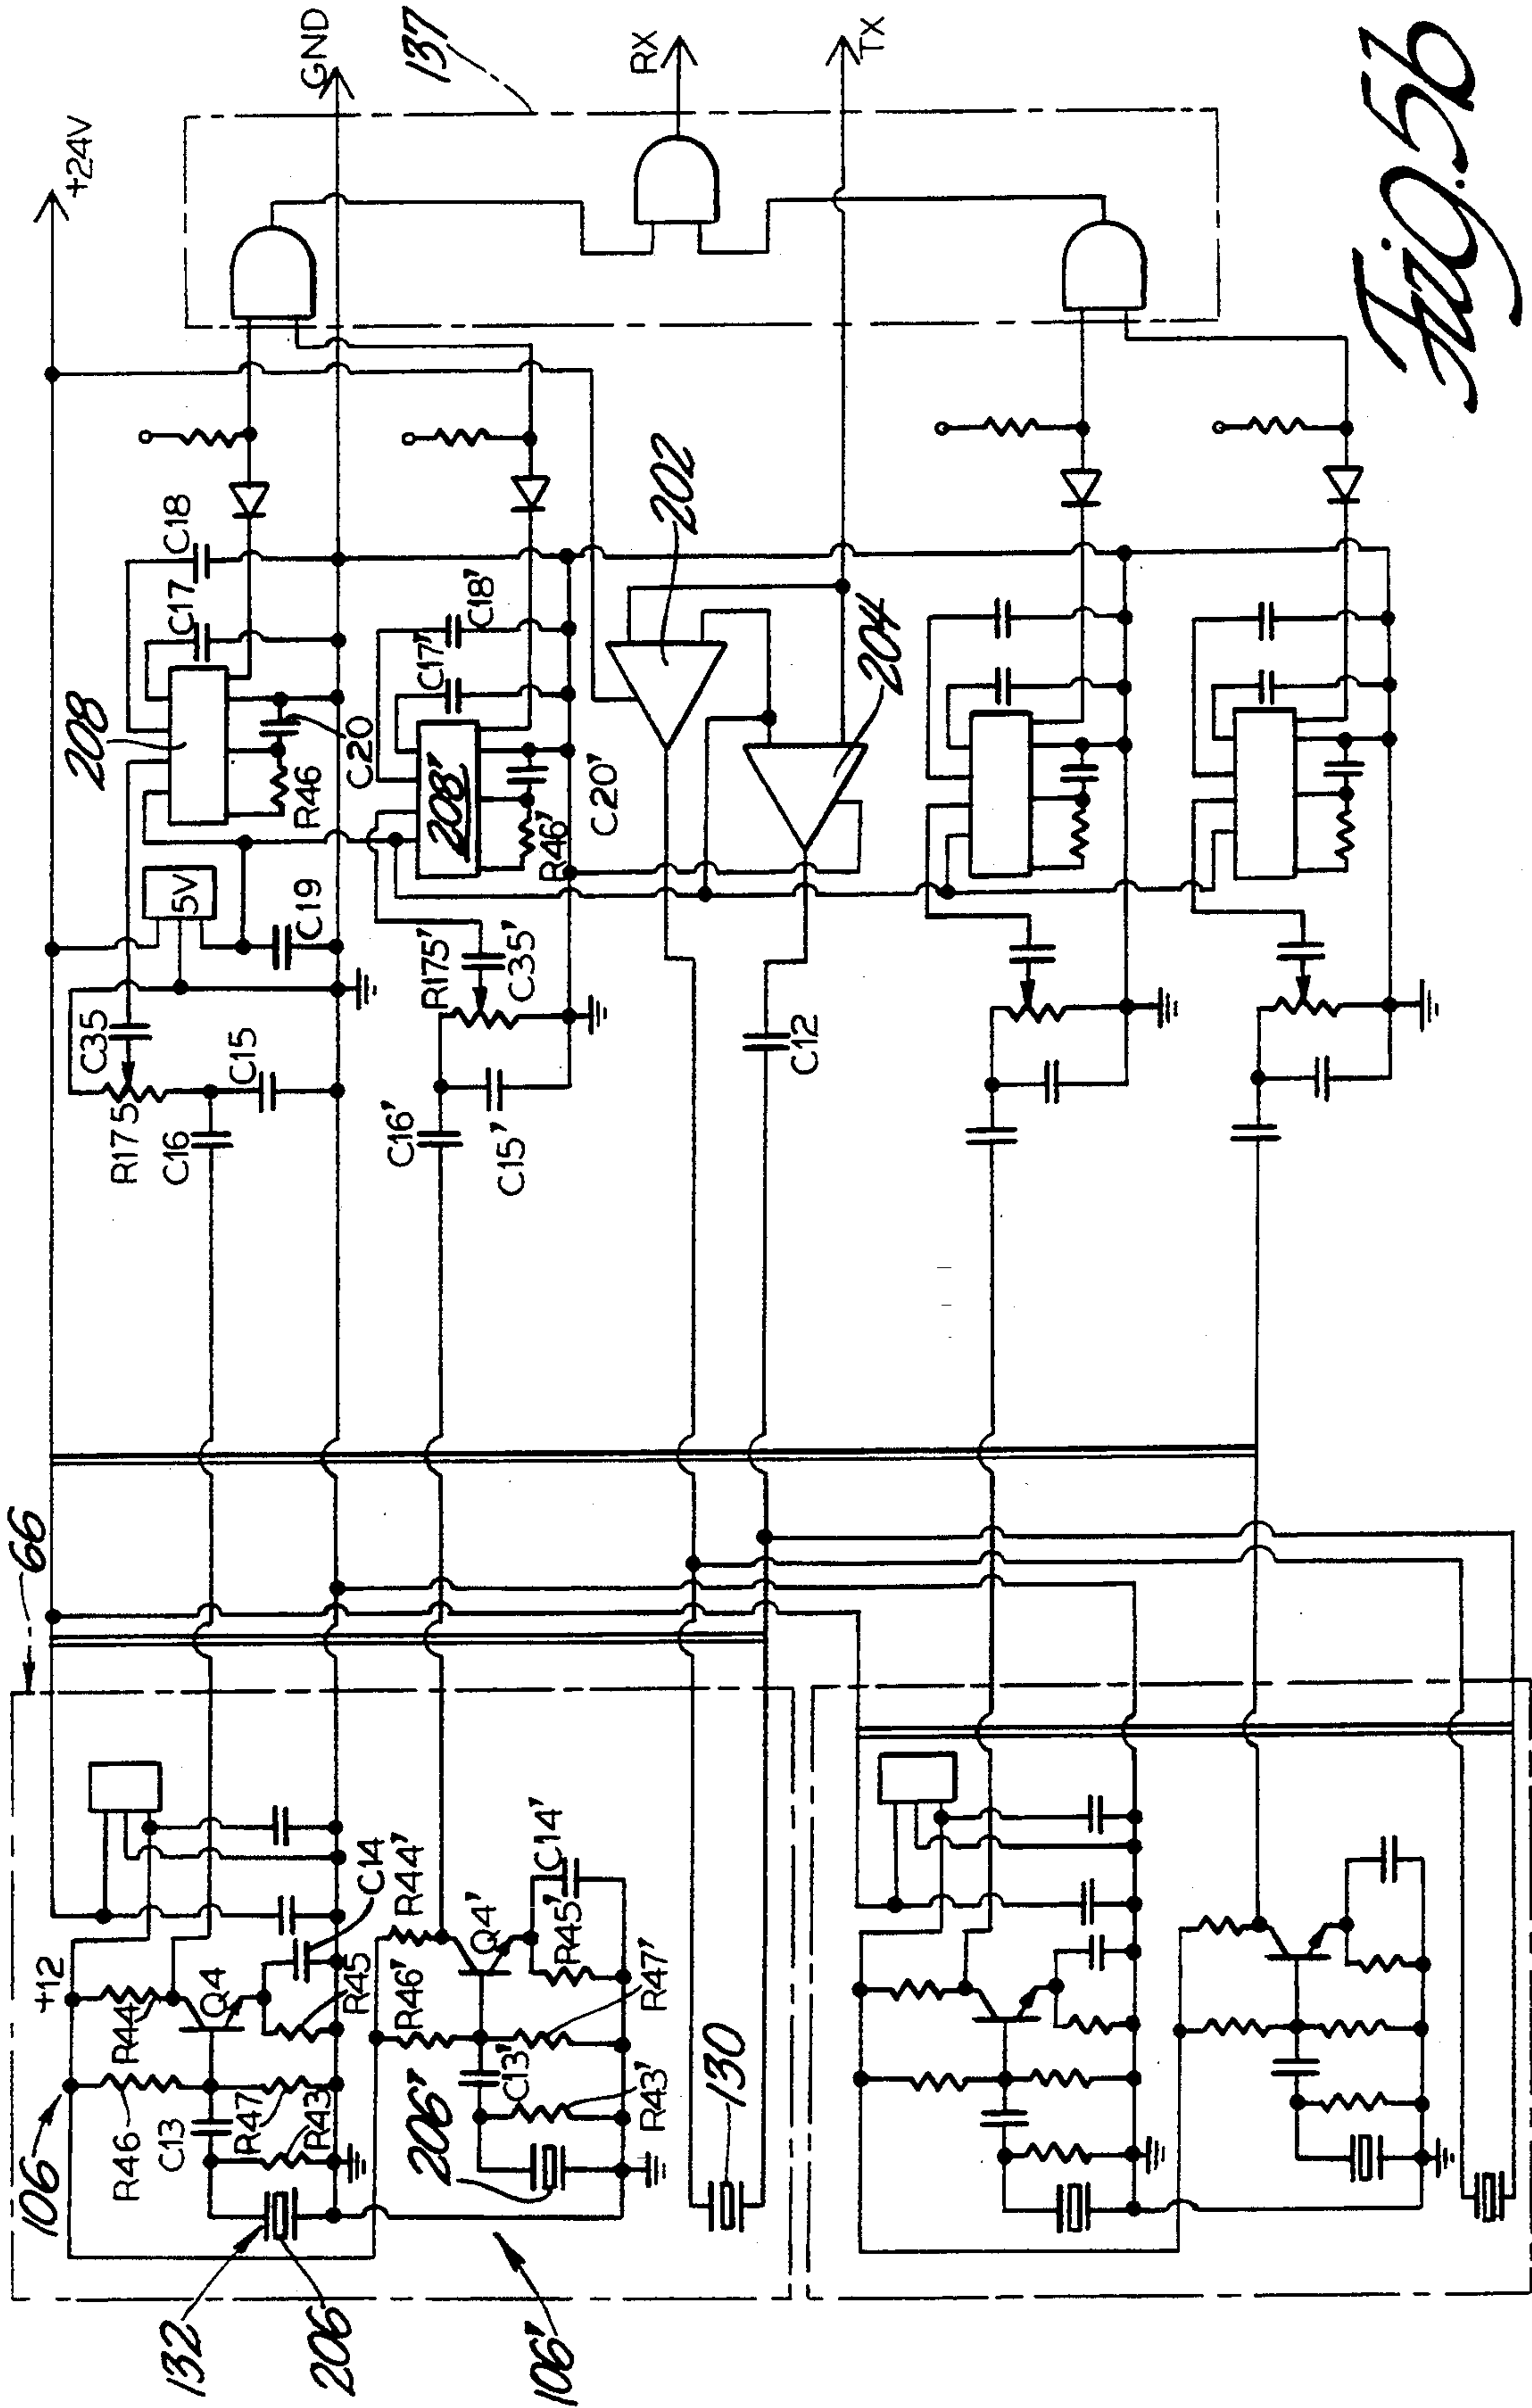 +24V
GND
137
RX
TX
Fig. 5b
C18
C17
208
C20
R46
5V
C19
C35
R175
C15
C16
C18'
C17'
208'
C20'
R46'
R175'
C35'
C16'
C15'
202
204
C12
66
+12
106
R44
Q4
C14
R45
R46
C13
R47
R43
132
206
R44'
C14'
Q4'
R45'
R46'
R47'
C13'
R43'
206'
130
106'